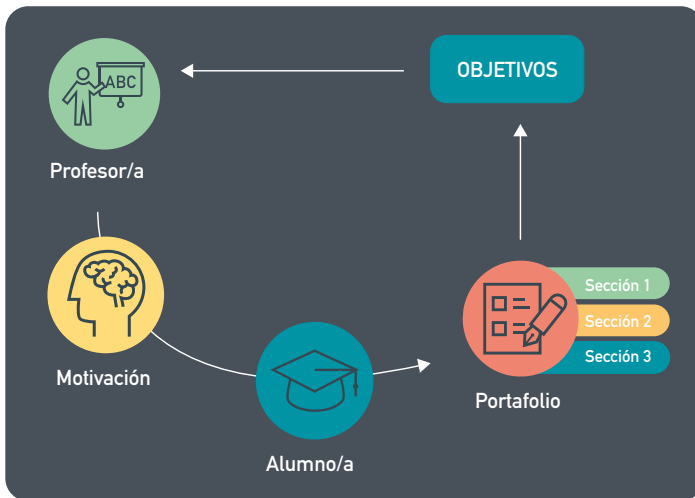 ABC
OBJETIVOS
Profesor/a
Sección 1
Sección 2
Sección 3
Motivación
Portafolio
Alumno/a